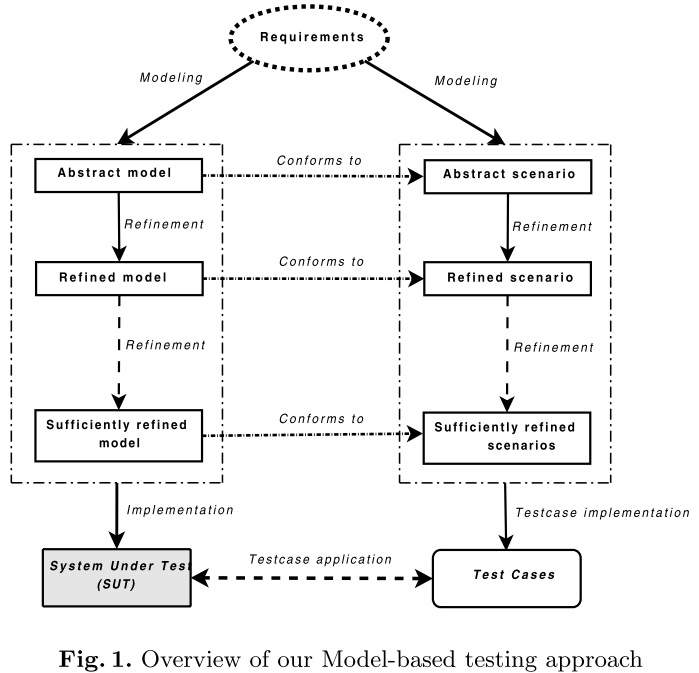 Requirements
Modeling
Modeling
Abstract model
Conforms to
Abstract scenario
Refinement
Refinement
Refined model
Conforms to
Refined scenario
Refinement
Refinement
Sufficiently refined
model
Conforms to
Sufficiently refined
scenarios
Implementation
Testcase implementation
System Under Test
(SUT)
Testcase application
Test Cases
Fig. 1. Overview of our Model-based testing approach